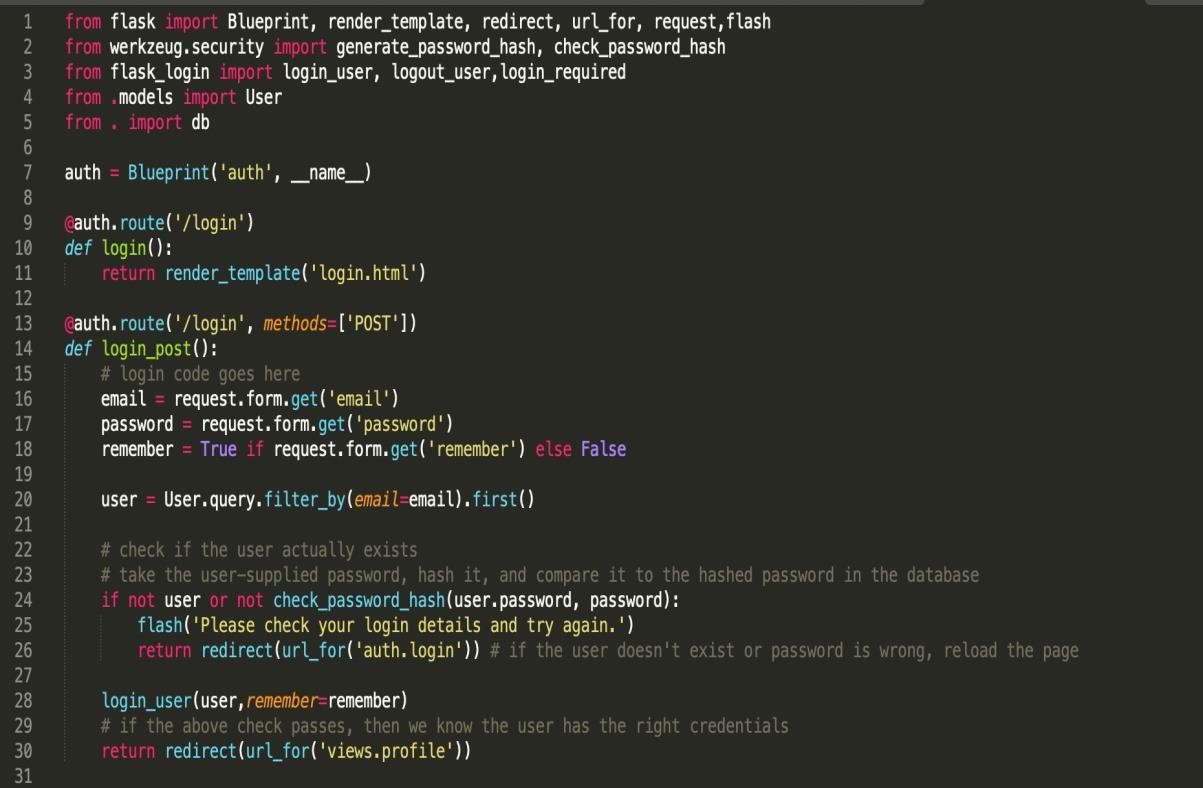 1 from flask import Blueprint, render_template, redirect, url_for, request,flash
2 from werkzeug.security import generate_password_hash, check_password_hash
3 from flask_login import login_user, logout_user,login_required
4 from .models import User
5 from . import db
6
7 auth = Blueprint('auth', __name__)
8
9 @auth.route('/login')
10 def login():
11     return render_template('login.html')
12
13 @auth.route('/login', methods=['POST'])
14 def login_post():
15     # login code goes here
16     email = request.form.get('email')
17     password = request.form.get('password')
18     remember = True if request.form.get('remember') else False
19
20     user = User.query.filter_by(email=email).first()
21
22     # check if the user actually exists
23     # take the user-supplied password, hash it, and compare it to the hashed password in the database
24     if not user or not check_password_hash(user.password, password):
25         flash('Please check your login details and try again.')
26         return redirect(url_for('auth.login')) # if the user doesn't exist or password is wrong, reload the page
27
28     login_user(user,remember=remember)
29     # if the above check passes, then we know the user has the right credentials
30     return redirect(url_for('views.profile'))
31